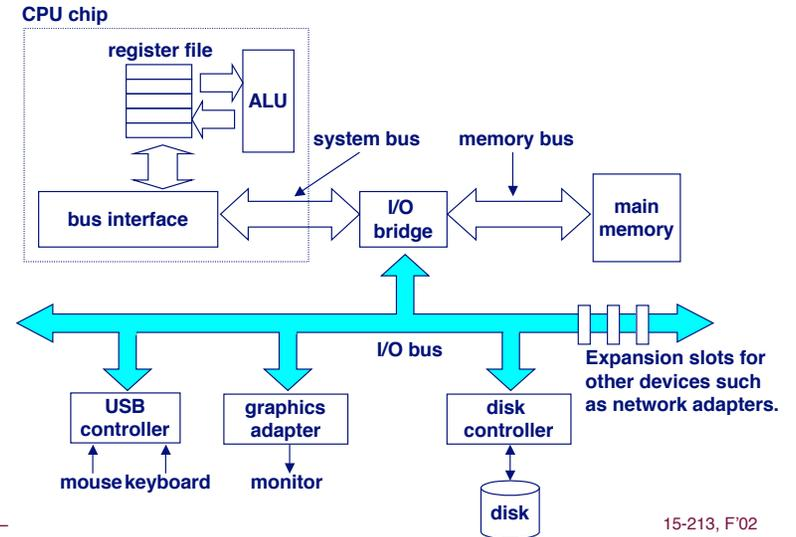 CPU chip
register file
ALU
system bus
memory bus
bus interface
I/O
bridge
main
memory
I/O bus
Expansion slots for
other devices such
as network adapters.
USB
controller
graphics
adapter
disk
controller
mouse keyboard
monitor
disk
15-213, F'02